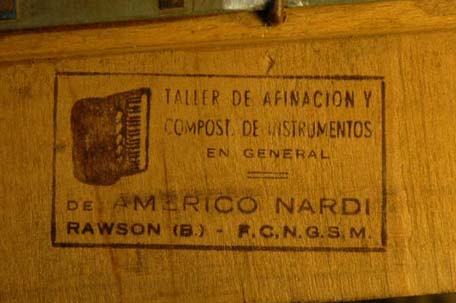 TALLER DE AFINACION Y
COMPOST. DE INSTRUMENTOS
EN GENERAL
DE AMERICO NARDI
RAWSON (B.) - F.C.N.G.S.M.